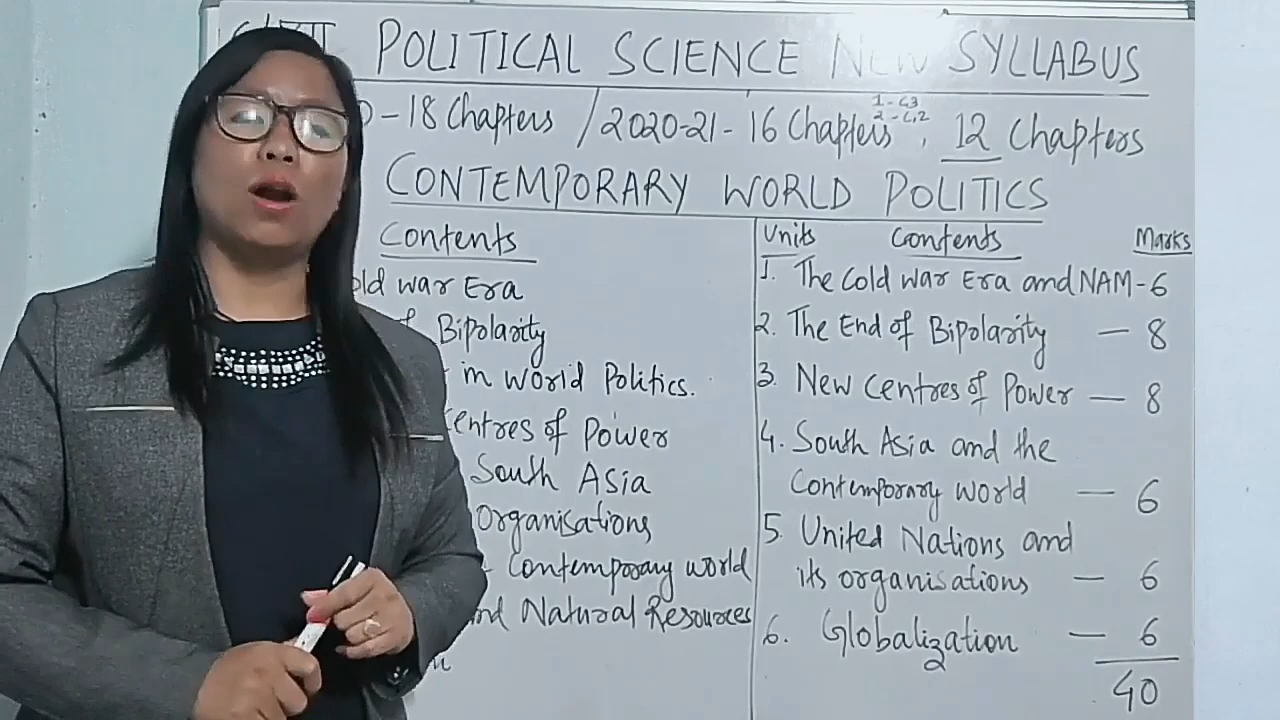 POLITICAL SCIENCE NEW SYLLABUS
-18 Chapters / 2020-21-16 Chapters, 12 Chapters
1-C3
2-C,2
CONTEMPORARY WORLD POLITICS
Contents
old war Era
of Bipolarity
in World Politics.
Centres of Power
South Asia
Organisations
Contemporary world
and Natural Resources
Units Contents Marks
1. The Cold war Era and NAM-6
2. The End of Bipolarity — 8
3. New Centres of Power — 8
4. South Asia and the
Contemporary World — 6
5. United Nations and
its organisations — 6
6. Globalization — 6
40